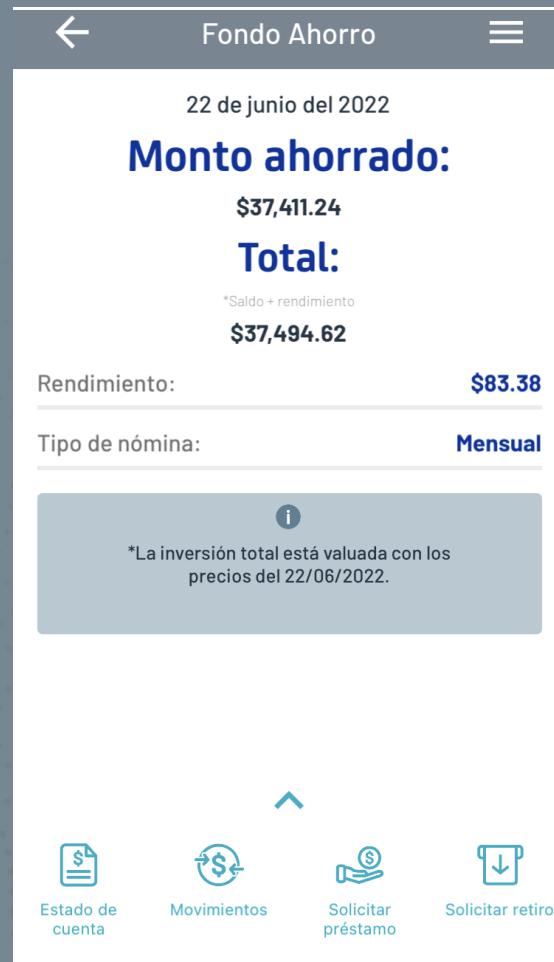 Fondo Ahorro
22 de junio del 2022
Monto ahorrado:
$37,411.24
Total:
*Saldo + rendimiento
$37,494.62
Rendimiento: $83.38
Tipo de nómina: Mensual
*La inversión total está valuada con los
precios del 22/06/2022.
Estado de
cuenta
Movimientos
Solicitar
préstamo
Solicitar retiro